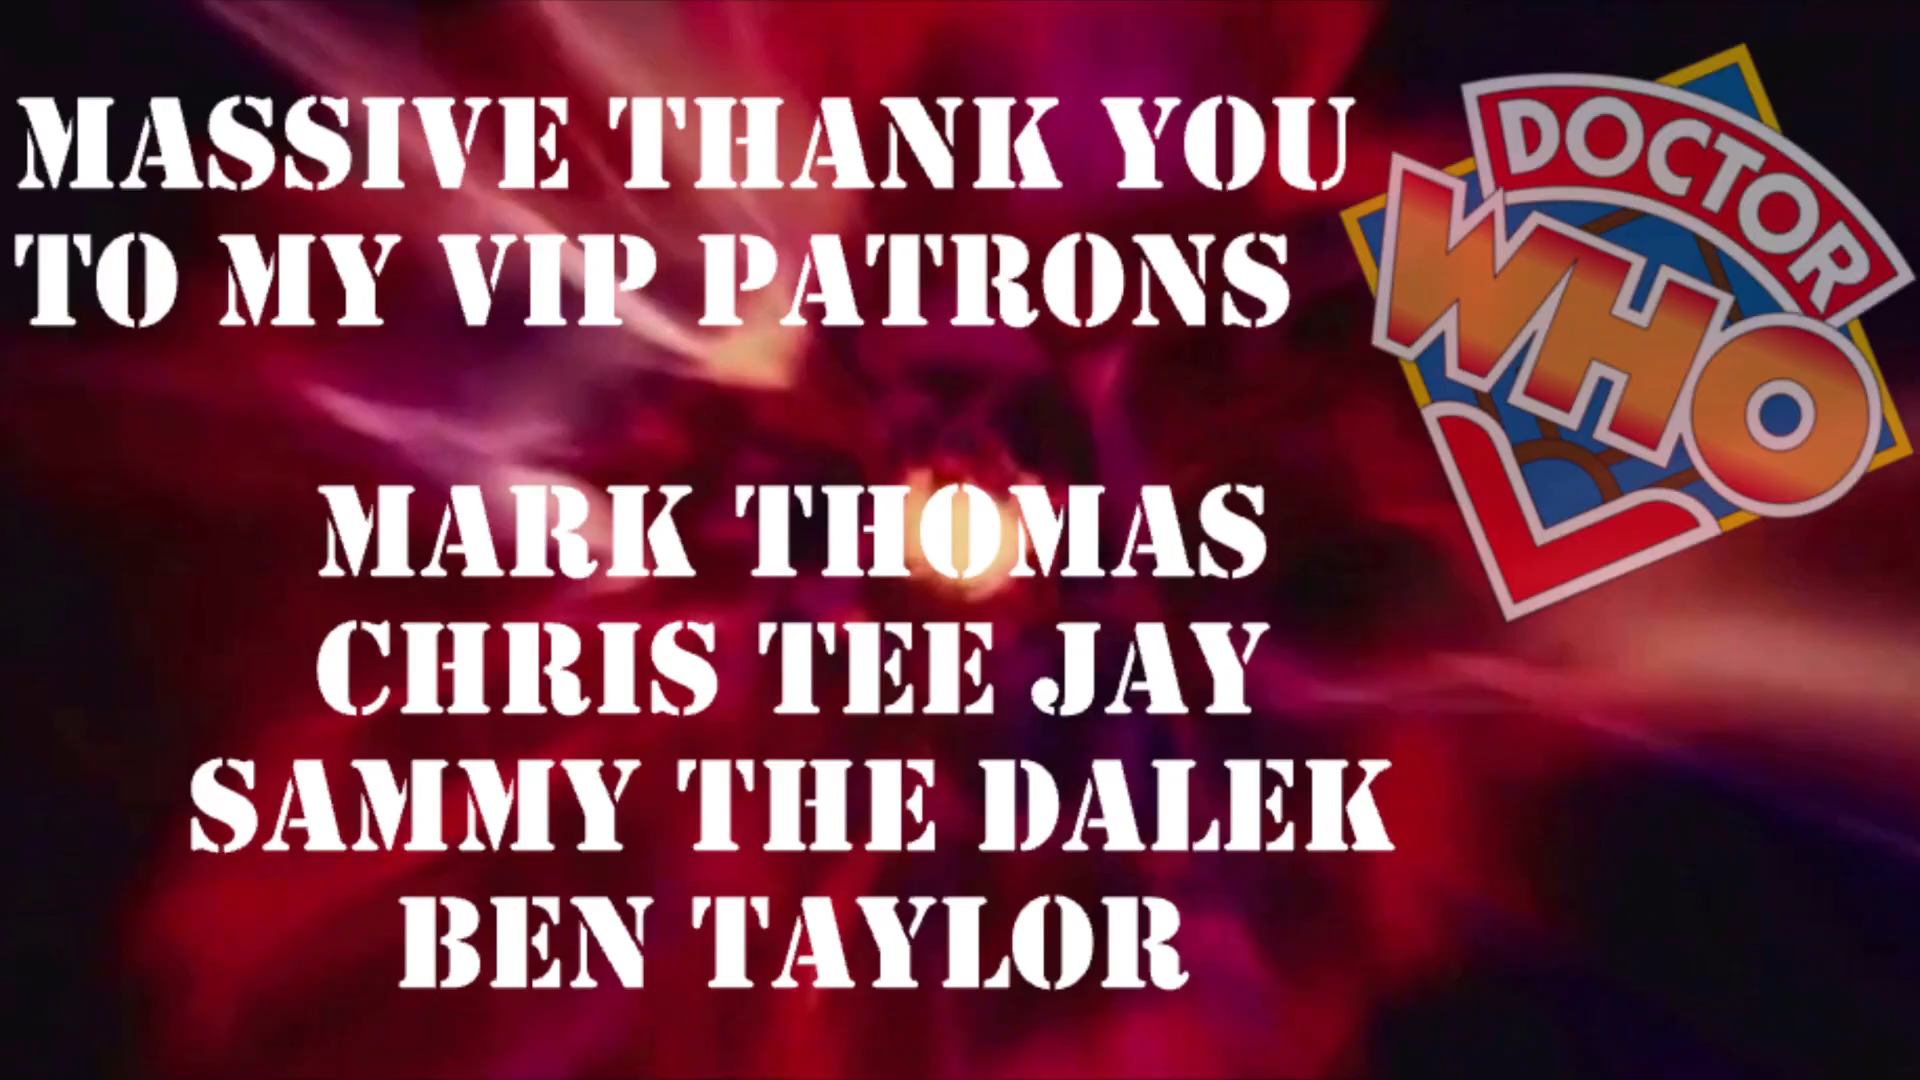 MASSIVE THANK YOU
TO MY VIP PATRONS
DOCTOR
WHO
MARK THOMAS
CHRIS TEE JAY
SAMMY THE DALEK
BEN TAYLOR